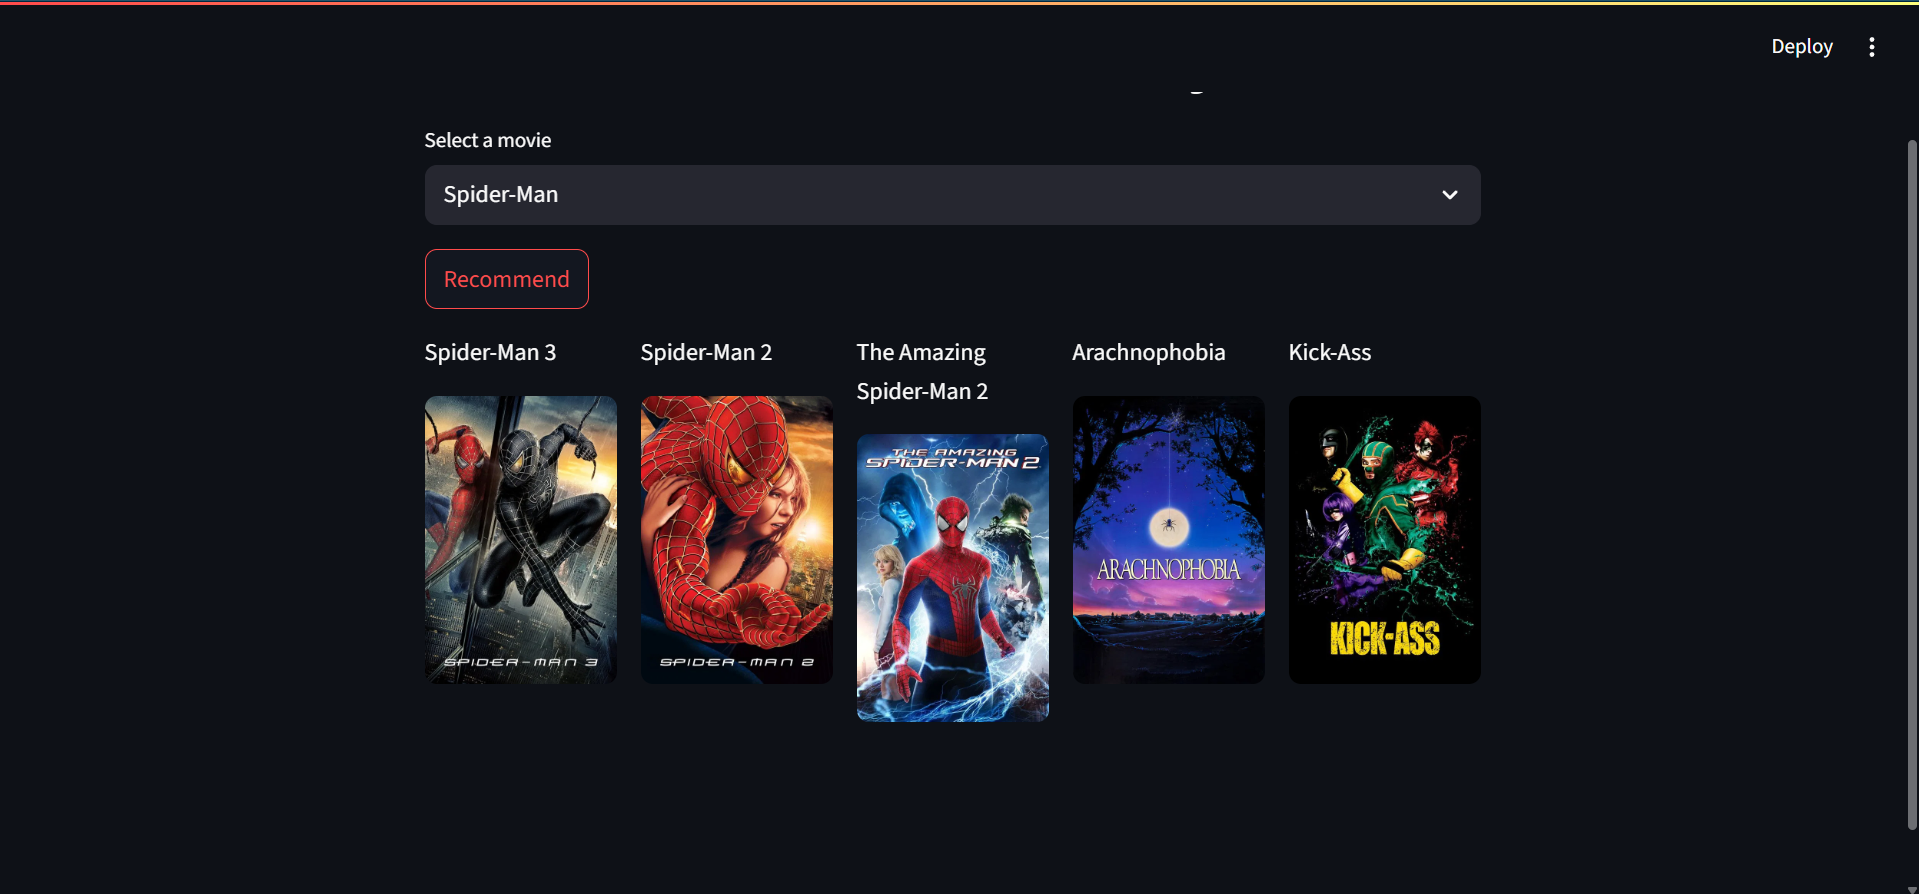 Deploy
Select a movie
Spider-Man
Recommend
Spider-Man 3
Spider-Man 2
The Amazing
Spider-Man 2
Arachnophobia
Kick-Ass
SPIDER-MAN 3
SPIDER-MAN 2
THE AMAZING
SPIDER-MAN 2
ARACHNOPHOBIA
KICK-ASS